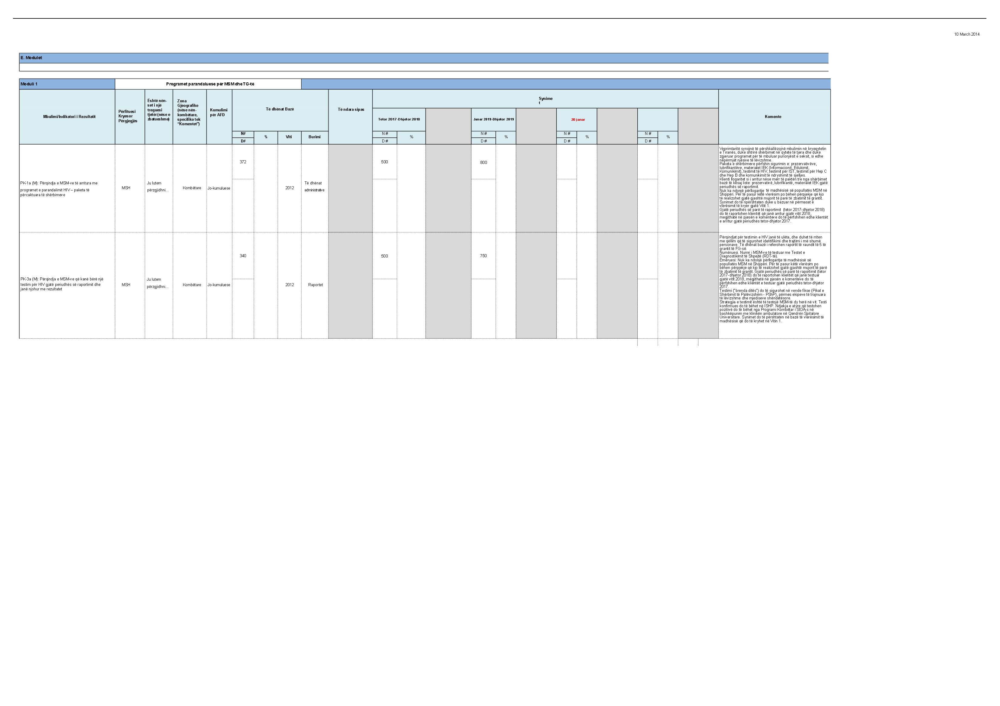 10 March 2014
E. Modulet
Moduli 1
Programet parandaluese për MSM dhe TG-të
Mbulimi/Indikatori i Rezultatit
Përfituesi
Kryesor
Përgjegjës
Është nën-
set i një
treguesi
tjetër(nëse e
zbatueshme)
Zona
Gjeografike
(nëse nën-
kombëtare,
specifiko tek
“Komentet”)
Kumulimi
për AFD
Të dhënat Bazë
N#
D#
%
Viti
Burimi
Të ndara sipas
Synime
t
Tetor 2017-Dhjetor 2018
Janar 2019-Dhjetor 2019
20 janar
N #
D #
%
N #
D #
%
N #
D #
%
N #
D #
%
Komente
PK-1a (M): Përqindja e MSM-ve të arritura me
programet e parandalimit HIV – paketa të
përcaktuara të shërbimeve
MSH
Ju lutem
përzgjidhni...
Kombëtare
Jo-kumuluese
372
2012
Të dhënat
administrative
500
800
Veprimtaritë synojnë të përshkallëzojnë mbulimin në kryeqytetin
e Tiranës, duke shtrirë shërbimet në qytete të tjera dhe duke
zgjeruar programet për të mbuluar punonjësit e seksit, si edhe
nëpërmjet njësive të lëvizshme.
Paketa e shërbimeve përfshin sigurimin e: prezervativëve,
lubrifikantëve, materialet IEK (Informacionit, Edukimit,
Komunikimit), testimit të HIV, testimit për IST, testimit për Hep C
dhe Hep B dhe komunikimit të ndryshimit të sjelljes.
Klienti llogaritet si i arritur nëse merr të paktën tre nga shërbimet
bazë të kësaj liste: prezervativë, lubrifikantë, materialet IEK gjatë
periudhës së raportimit.
Nuk ka ndonjë përllogaritje të madhësisë së popullatës MSM në
Shqipëri. Për të pasur këtë vlerësim po bëhen përpjekje që kjo
të realizohet gjatë gjashtë mujorit të parë të zbatimit të grantit.
Synimet do të ripërshtaten duke u bazuar në përmasat e
vlerësimit të kryer gjatë Vitit 1.
Gjatë periudhës së parë të raportimit (tetor 2017-dhjetor 2018)
do të raportohen klientët që janë arritur gjatë vitit 2018,
megjithatë në pjesën e komenteve do të përfshihen edhe klientët
e arritur gjatë periudhës tetor-dhjetor 2017.
PK-3a (M): Përqindja e MSM-ve që kanë bërë një
testim për HIV gjatë periudhës së raportimit dhe
janë njohur me rezultatet
MSH
Ju lutem
përzgjidhni...
Kombëtare
Jo-kumuluese
340
2012
Raportet
500
750
Përqindjet për testimin e HIV janë të ulëta, dhe duhet të rriten
me qëllim që të sigurohet identifikimi dhe trajtimi i më shumë
personave. Të dhënat bazë i referohen raportit të raundit të 5 të
grantit të FG-së.
Numëruesi. Numri i MSM-ve të testuar me Testet e
Diagnostikimit të Shpejtë (RDT-të).
Emëruesi: Nuk ka ndonjë përllogaritje të madhësisë së
popullatës MSM në Shqipëri. Për të pasur këtë vlerësim po
bëhen përpjekje që kjo të realizohet gjatë gjashtë mujorit të parë
të zbatimit të grantit. Gjatë periudhës së parë të raportimit (tetor
2017-dhjetor 2018) do të raportohen klientët që janë testuar
gjatë vitit 2018, megjithatë në pjesën e komenteve do të
përfshihen edhe klientët e testuar gjatë periudhës tetor-dhjetor
2017.
Testimi ("brenda ditës") do të sigurohet në vende fikse (Pikat e
Shërbimit të Palëvizshëm - PShP), përmes ekipeve të trajnuara
të lëvizshme dhe mjediseve shëndetësore.
Strategjia e testimit është të testojë MSM-të dy herë në vit. Testi
konfirmues do të bëhet në ISHP. Ndjekja e atyre që testohen
pozitivë do të bëhet nga Programi Kombëtar i SIDA-s në
bashkëpunim me klinikën ambulatore në Qendrën Spitalore
Universitare. Synimet do të përshtaten në bazë të vlerësimit të
madhësisë që do të kryhet në Vitin 1.